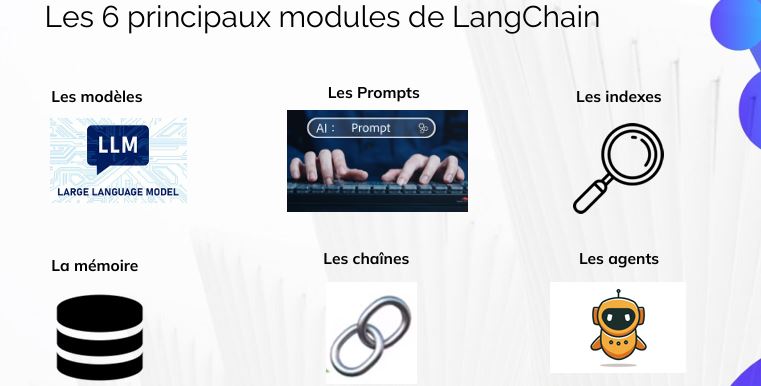 Les 6 principaux modules de LangChain
Les modèles
Les Prompts
Les indexes
LLM
LARGE LANGUAGE MODEL
AI : Prompt
La mémoire
Les chaînes
Les agents